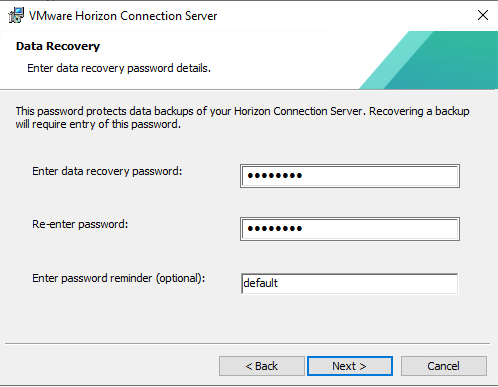 VMware Horizon Connection Server
Data Recovery
Enter data recovery password details.
This password protects data backups of your Horizon Connection Server. Recovering a backup
will require entry of this password.
Enter data recovery password:
••••••••
Re-enter password:
••••••••
Enter password reminder (optional):
default
< Back
Next >
Cancel